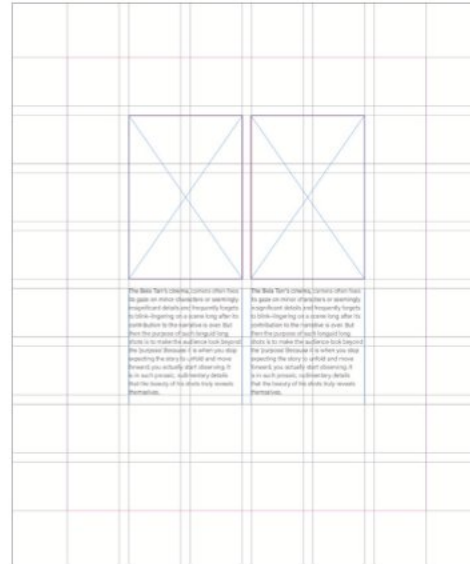 The Bela Tarr's cinema, camera often fixes
its gaze on minor characters or seemingly
insignificant details and frequently forgets
to blink–lingering on a scene long after its
contribution to the narrative is over. But
then the purpose of such languid long
shots is to make the audience look beyond
the 'purpose' Because it is when you stop
expecting the story to unfold and move
forward, you actually start observing. It
is in such prosaic, rudimentary details
that the beauty of his shots truly reveals
themselves.
The Bela Tarr's cinema, camera often fixes
its gaze on minor characters or seemingly
insignificant details and frequently forgets
to blink–lingering on a scene long after its
contribution to the narrative is over. But
then the purpose of such languid long
shots is to make the audience look beyond
the 'purpose' Because it is when you stop
expecting the story to unfold and move
forward, you actually start observing. It
is in such prosaic, rudimentary details
that the beauty of his shots truly reveals
themselves.